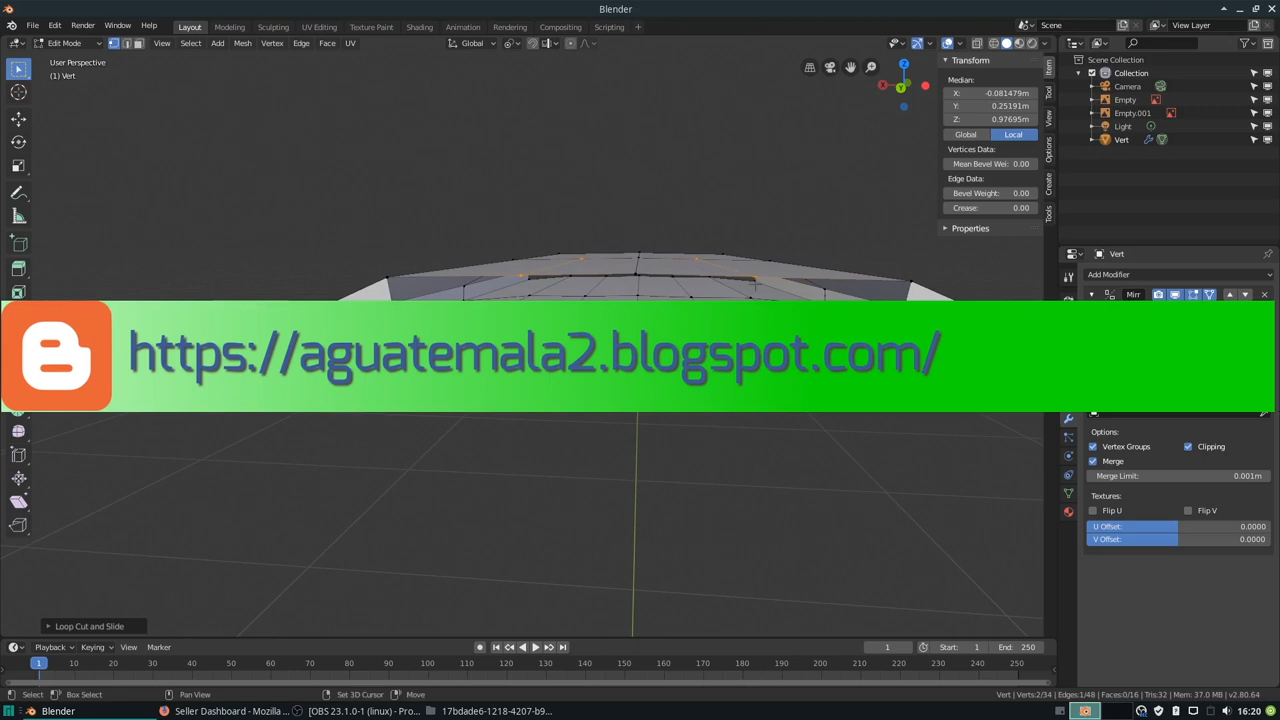 Blender
File Edit Render Window Help
Layout Modeling Sculpting UV Editing Texture Paint Shading Animation Rendering Compositing Scripting
Scene
View Layer
Edit Mode View Select Add Mesh Vertex Edge Face UV
Global
User Perspective
(1) Vert
Z
Y
Transform
Median:
X: -0.081479m
Y: 0.25191m
Z: 0.97695m
Global Local
Vertices Data:
Mean Bevel Wei: 0.00
Edge Data:
Bevel Weight: 0.00
Crease: 0.00
Properties
Item
Tool
View
Options
Create
Tools
Scene Collection
Collection
Camera
Empty
Empty.001
Light
Vert
Vert
Add Modifier
Mirr
https://aguatemala2.blogspot.com/
Options:
Vertex Groups Clipping
Merge
Merge Limit: 0.001m
Textures:
Flip U Flip V
U Offset: 0.0000
V Offset: 0.0000
Loop Cut and Slide
Playback Keying View Marker
1 Start: 1 End: 250
1 10 20 30 40 50 60 70 80 90 100 110 120 130 140 150 160 170 180 190 200 210 220 230 240 250
Select Box Select Pan View Set 3D Cursor Move
Vert | Verts:2/34 | Edges:1/48 | Faces:0/16 | Tris:32 | Mem: 37.0 MB | v2.80.64
Blender
Seller Dashboard - Mozilla ...
[OBS 23.1.0-1 (linux) - Pro...
17bdade6-1218-4207-b9...
16:20